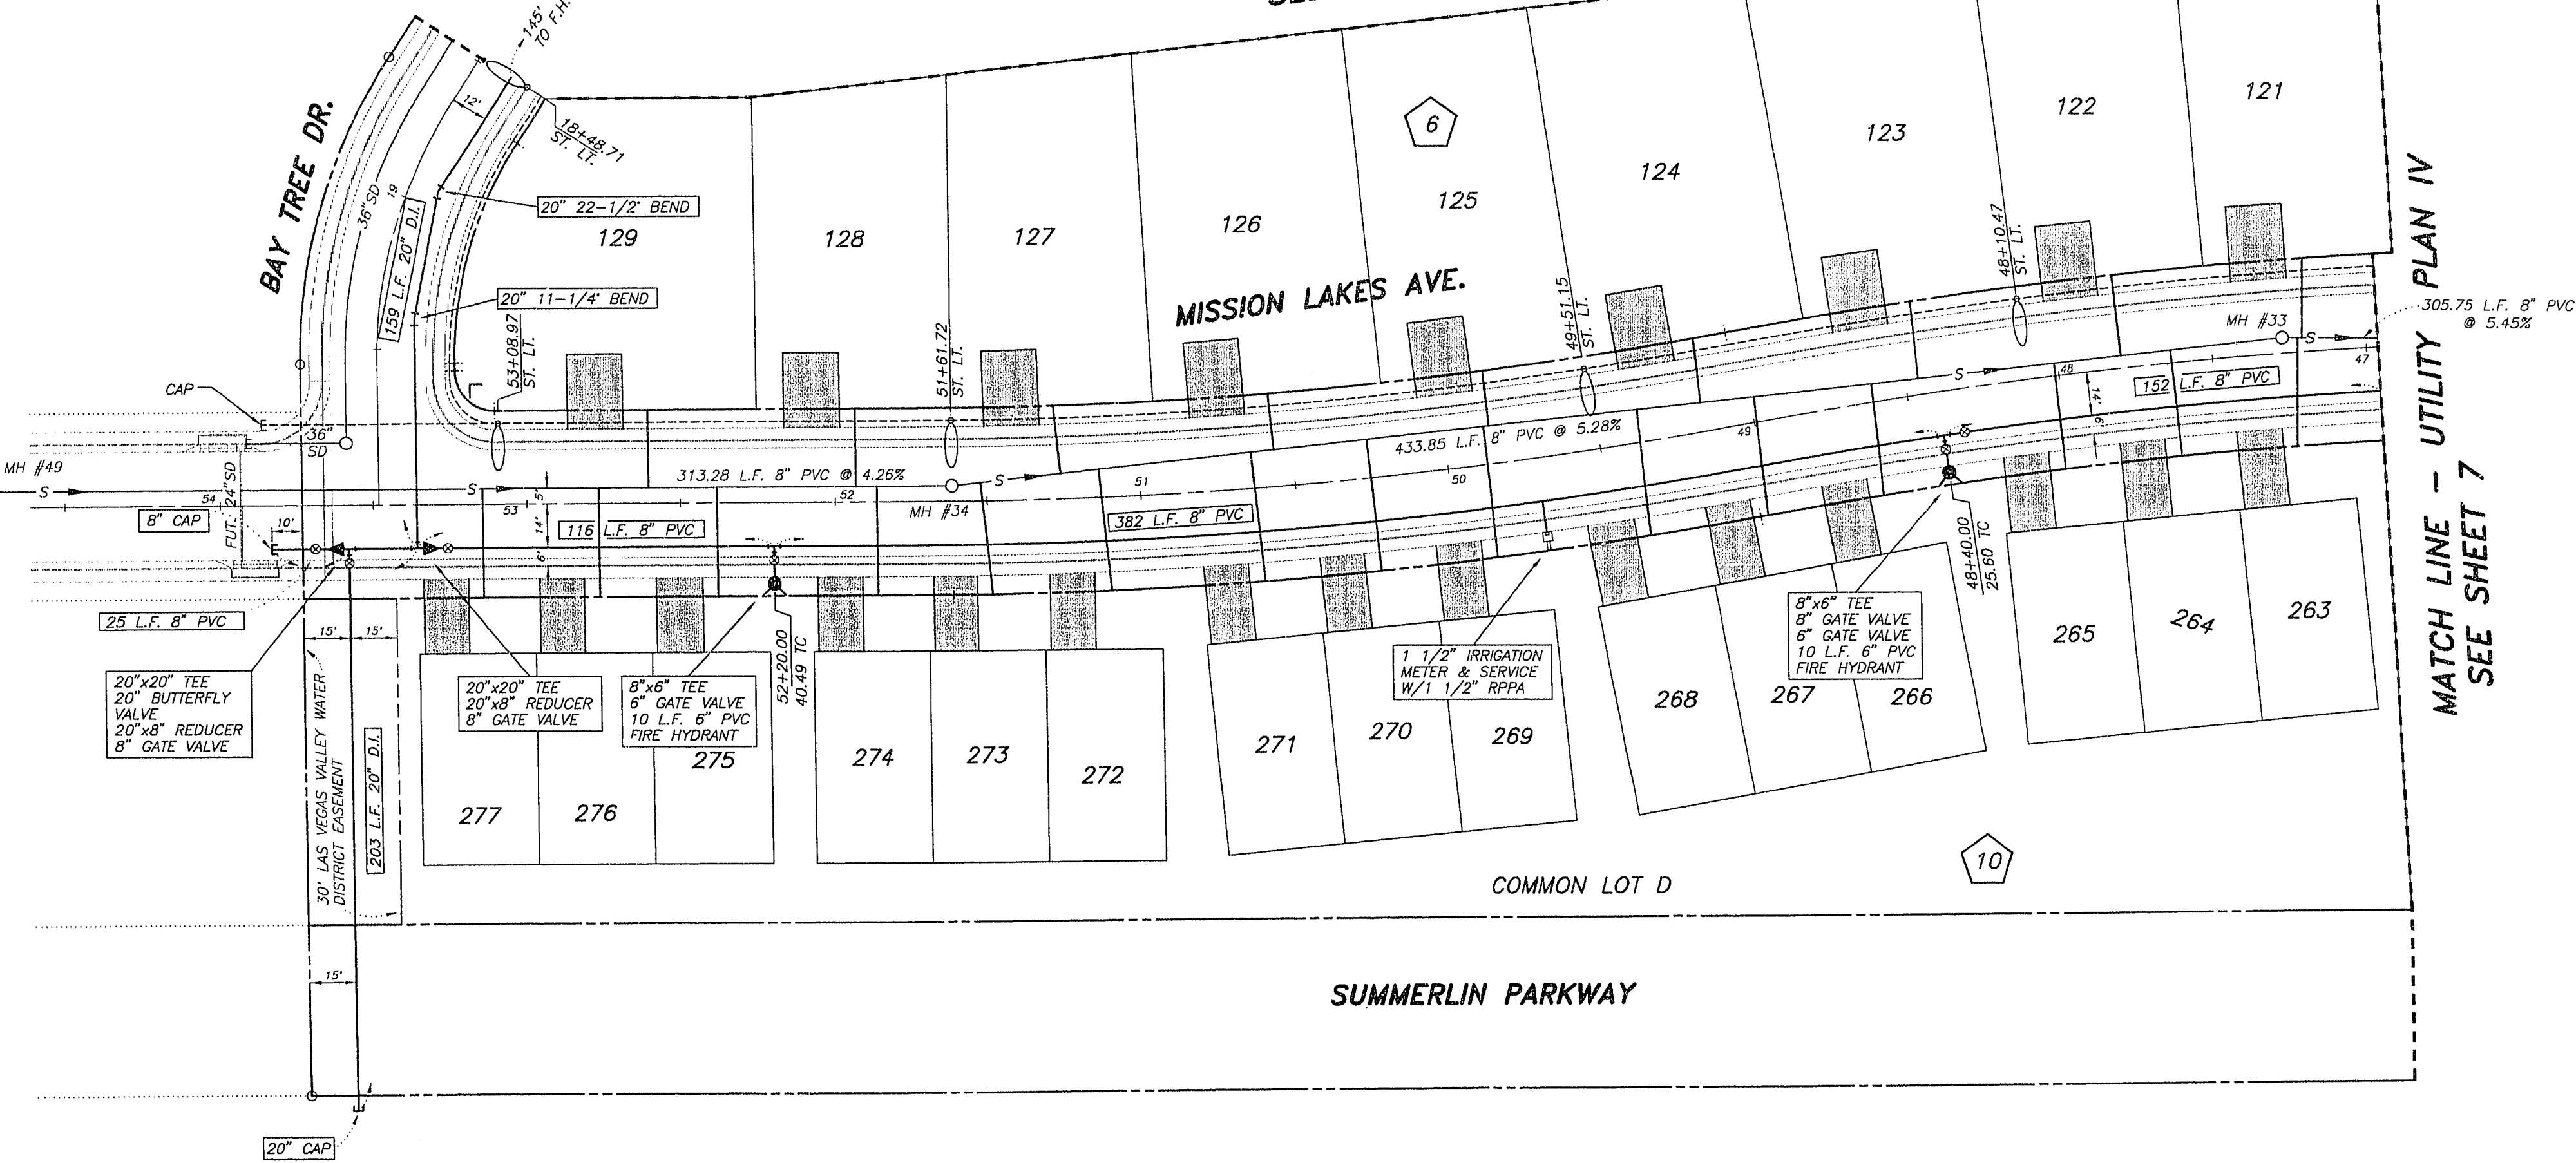 145'
TO F.H.
BAY TREE DR.
12'
18+48.71
ST. LT.
36" SD
19
159 L.F. 20" D.I.
20" 22-1/2° BEND
20" 11-1/4° BEND
129
128
127
126
125
124
123
122
121
6
MISSION LAKES AVE.
53+08.97
ST. LT.
51+61.72
ST. LT.
49+51.15
ST. LT.
48+10.47
ST. LT.
MATCH LINE - UTILITY PLAN IV
SEE SHEET 7
305.75 L.F. 8" PVC
@ 5.45%
MH #33
S
47
48
152 L.F. 8" PVC
14'
6'
S
49
433.85 L.F. 8" PVC @ 5.28%
50
51
S
382 L.F. 8" PVC
MH #34
52
313.28 L.F. 8" PVC @ 4.26%
S
53
5'
14'
6'
116 L.F. 8" PVC
CAP
36"
SD
MH #49
S
54
FUT. 24"SD
8" CAP
10'
25 L.F. 8" PVC
15'
15'
20"x20" TEE
20" BUTTERFLY
VALVE
20"x8" REDUCER
8" GATE VALVE
30' LAS VEGAS VALLEY WATER
DISTRICT EASEMENT
203 L.F. 20" D.I.
20"x20" TEE
20"x8" REDUCER
8" GATE VALVE
8"x6" TEE
6" GATE VALVE
10 L.F. 6" PVC
FIRE HYDRANT
52+20.00
40.49 TC
1 1/2" IRRIGATION
METER & SERVICE
W/1 1/2" RPPA
8"x6" TEE
8" GATE VALVE
6" GATE VALVE
10 L.F. 6" PVC
FIRE HYDRANT
48+40.00
25.60 TC
277
276
275
274
273
272
271
270
269
268
267
266
265
264
263
10
COMMON LOT D
15'
SUMMERLIN PARKWAY
20" CAP